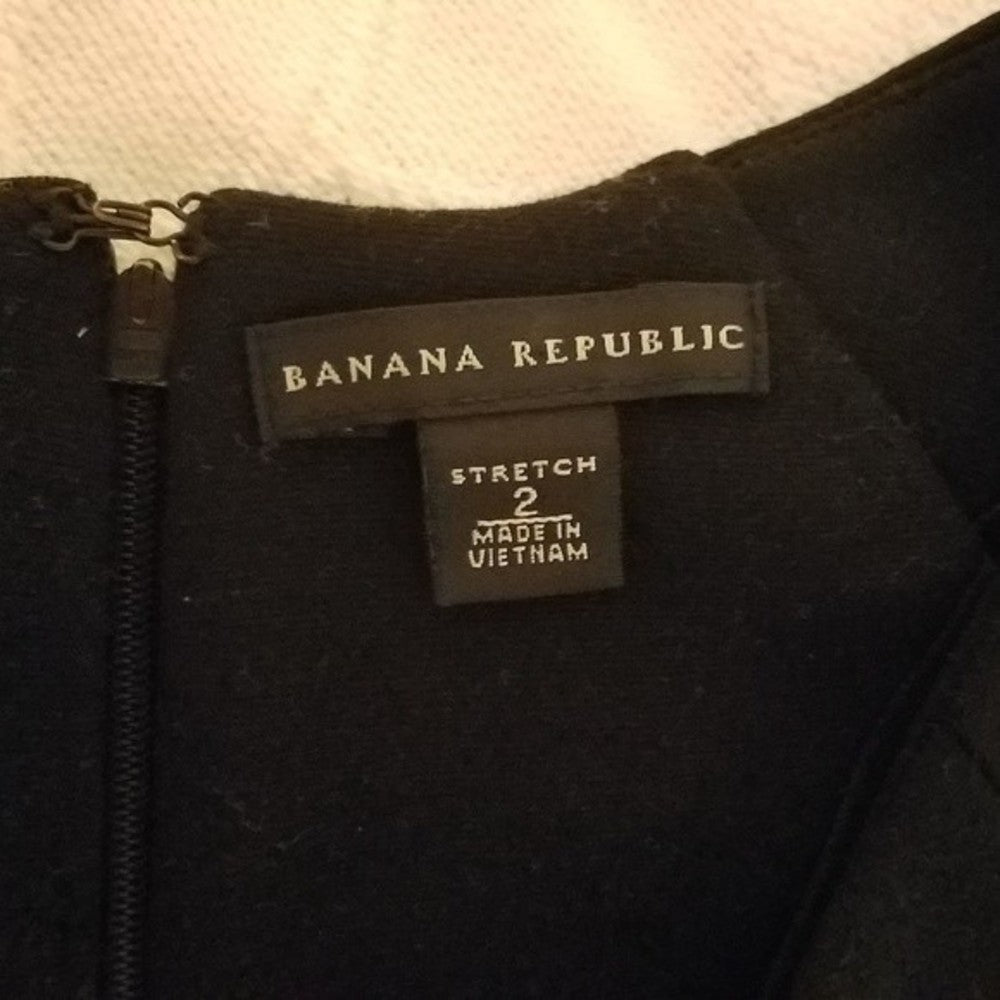 BANANA REPUBLIC
STRETCH
2
MADE IN
VIETNAM